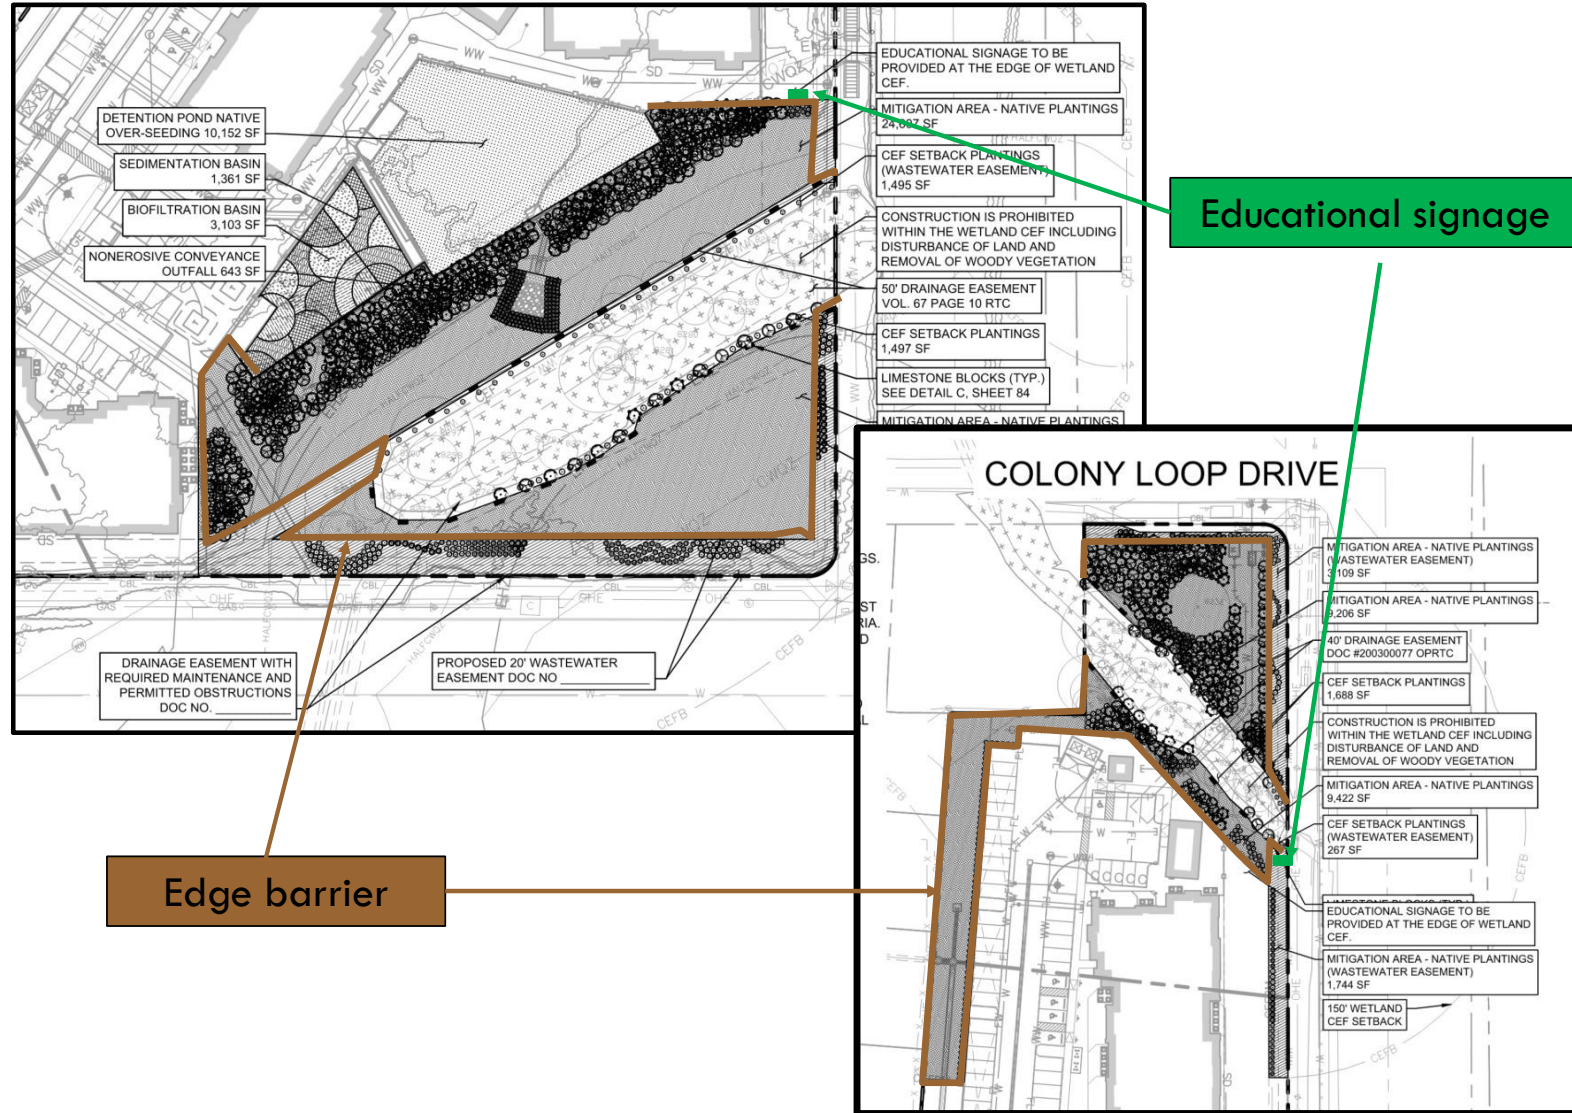 DETENTION POND NATIVE
OVER-SEEDING 10,152 SF
SEDIMENTATION BASIN
1,361 SF
BIOFILTRATION BASIN
3,103 SF
NONEROSIVE CONVEYANCE
OUTFALL 643 SF
EDUCATIONAL SIGNAGE TO BE
PROVIDED AT THE EDGE OF WETLAND
CEF.
MITIGATION AREA - NATIVE PLANTINGS
SF
CEF SETBACK PLANTINGS
(WASTEWATER EASEMENT)
1,495 SF
CONSTRUCTION IS PROHIBITED
WITHIN THE WETLAND CEF INCLUDING
DISTURBANCE OF LAND AND
REMOVAL OF WOODY VEGETATION
50' DRAINAGE EASEMENT
VOL. 67 PAGE 10 RTC
CEF SETBACK PLANTINGS
1,497 SF
LIMESTONE BLOCKS (TYP.)
SEE DETAIL C, SHEET 84
MITIGATION AREA - NATIVE PLANTINGS
Educational signage
DRAINAGE EASEMENT WITH
REQUIRED MAINTENANCE AND
PERMITTED OBSTRUCTIONS
DOC NO. ____________
PROPOSED 20' WASTEWATER
EASEMENT DOC NO ______________
Edge barrier
COLONY LOOP DRIVE
MITIGATION AREA - NATIVE PLANTINGS
(WASTEWATER EASEMENT)
3,109 SF
MITIGATION AREA - NATIVE PLANTINGS
9,206 SF
40' DRAINAGE EASEMENT
DOC #200300077 OPRTC
CEF SETBACK PLANTINGS
1,688 SF
CONSTRUCTION IS PROHIBITED
WITHIN THE WETLAND CEF INCLUDING
DISTURBANCE OF LAND AND
REMOVAL OF WOODY VEGETATION
MITIGATION AREA - NATIVE PLANTINGS
9,422 SF
CEF SETBACK PLANTINGS
(WASTEWATER EASEMENT)
267 SF
EDUCATIONAL SIGNAGE TO BE
PROVIDED AT THE EDGE OF WETLAND
CEF.
MITIGATION AREA - NATIVE PLANTINGS
(WASTEWATER EASEMENT)
1,744 SF
150' WETLAND
CEF SETBACK